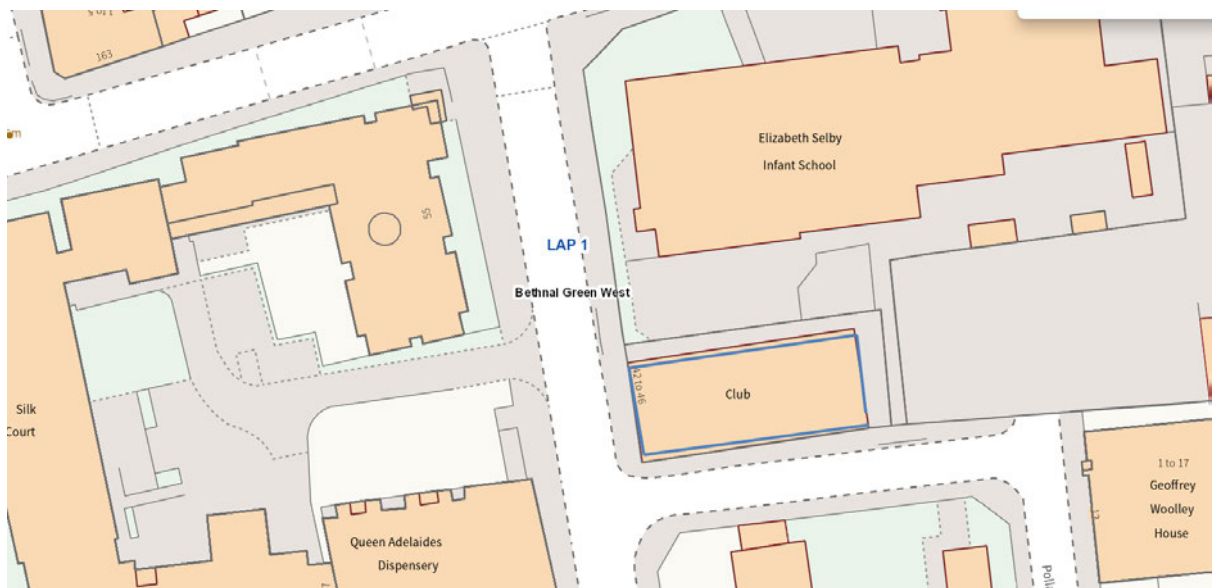 163
Elizabeth Selby
Infant School
55
LAP 1
Bethnal Green West
42 to 46
Club
Silk
Court
1 to 17
Geoffrey
Woolley
House
Queen Adelaides
Dispensery